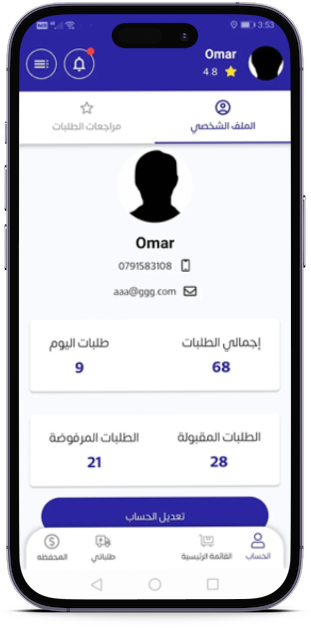 3:53
Omar
4.8
الملف الشخصي
مراجعات الطلبات
Omar
0791583108
aaa@ggg.com
إجمالي الطلبات
طلبات اليوم
68
9
الطلبات المقبولة
الطلبات المرفوضة
28
21
تعديل الحساب
الحساب
القائمة الرئيسية
طلباتي
المحفظه